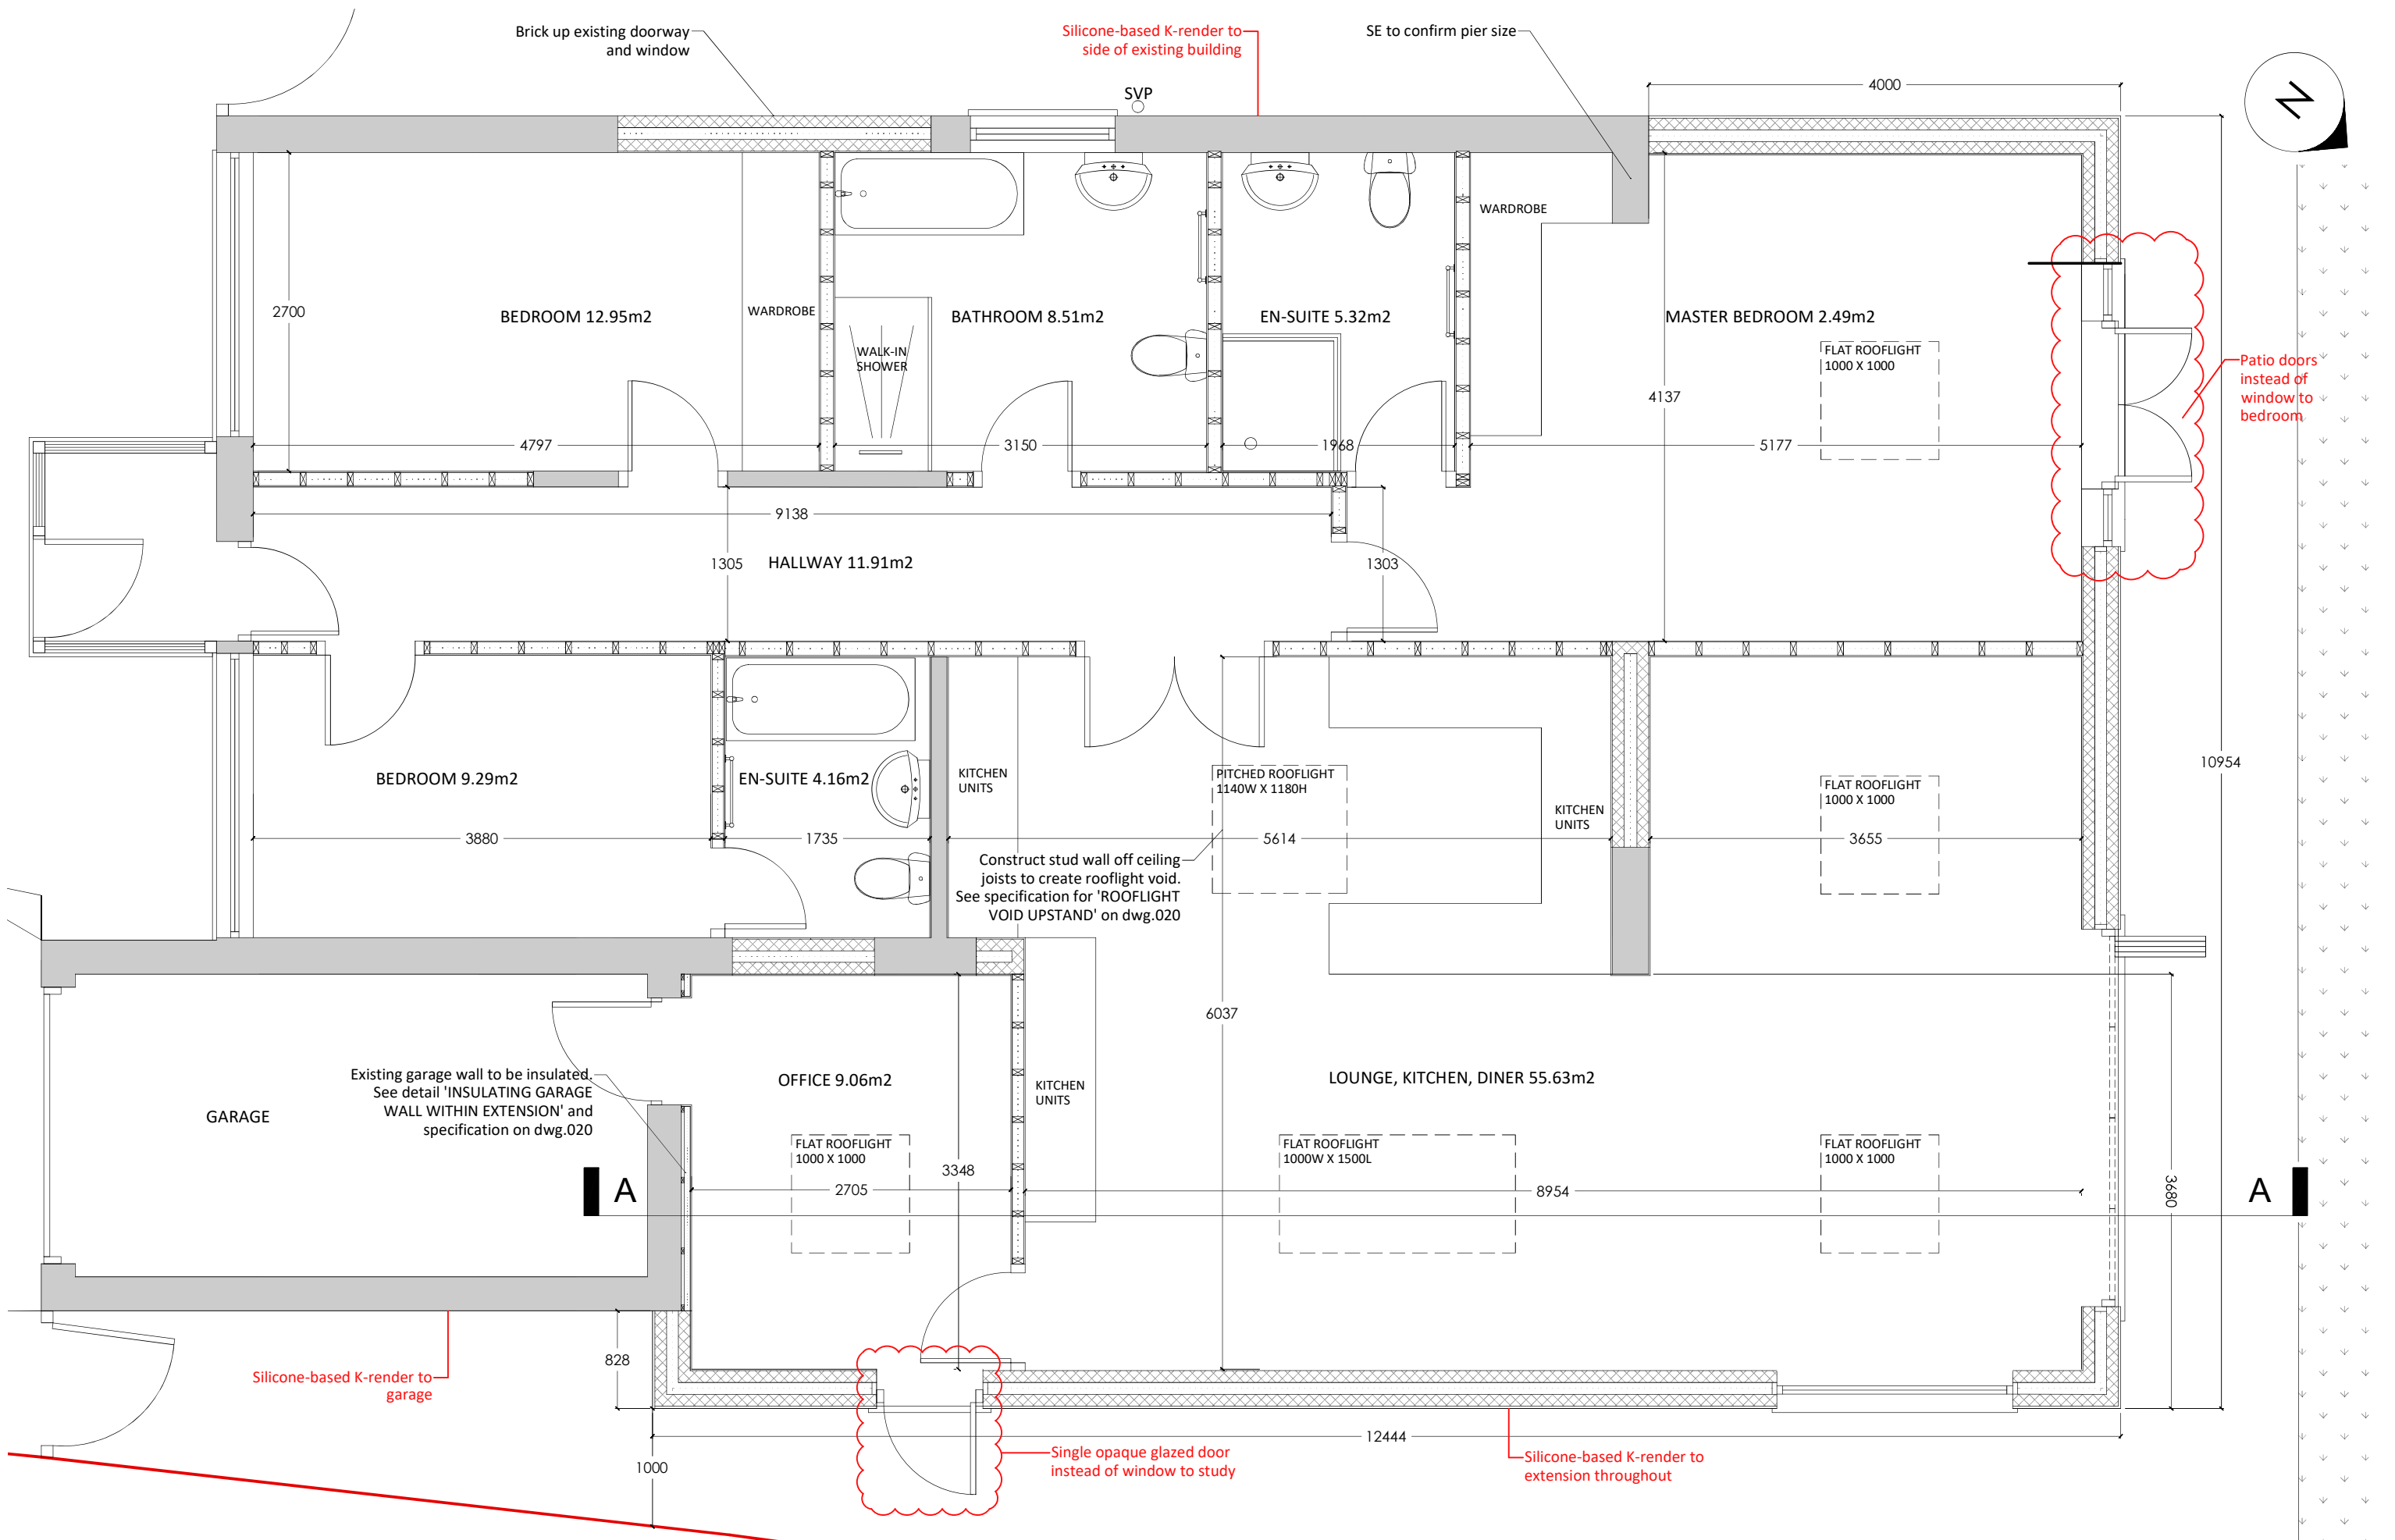 Brick up existing doorway
and window
Silicone-based K-render to
side of existing building
SE to confirm pier size
SVP
4000
N
WARDROBE
2700
BEDROOM 12.95m2
WARDROBE
BATHROOM 8.51m2
EN-SUITE 5.32m2
MASTER BEDROOM 2.49m2
WALK-IN
SHOWER
FLAT ROOFLIGHT
1000 X 1000
Patio doors
instead of
window to
bedroom
4137
4797
3150
1968
5177
9138
1305
HALLWAY 11.91m2
1303
10954
BEDROOM 9.29m2
EN-SUITE 4.16m2
KITCHEN
UNITS
PITCHED ROOFLIGHT
1140W X 1180H
KITCHEN
UNITS
FLAT ROOFLIGHT
1000 X 1000
3880
1735
5614
3655
Construct stud wall off ceiling
joists to create rooflight void.
See specification for 'ROOFLIGHT
VOID UPSTAND' on dwg.020
6037
Existing garage wall to be insulated.
See detail 'INSULATING GARAGE
WALL WITHIN EXTENSION' and
specification on dwg.020
GARAGE
OFFICE 9.06m2
KITCHEN
UNITS
LOUNGE, KITCHEN, DINER 55.63m2
FLAT ROOFLIGHT
1000 X 1000
3348
FLAT ROOFLIGHT
1000W X 1500L
FLAT ROOFLIGHT
1000 X 1000
A
2705
8954
3680
A
828
Silicone-based K-render to
garage
12444
1000
Single opaque glazed door
instead of window to study
Silicone-based K-render to
extension throughout